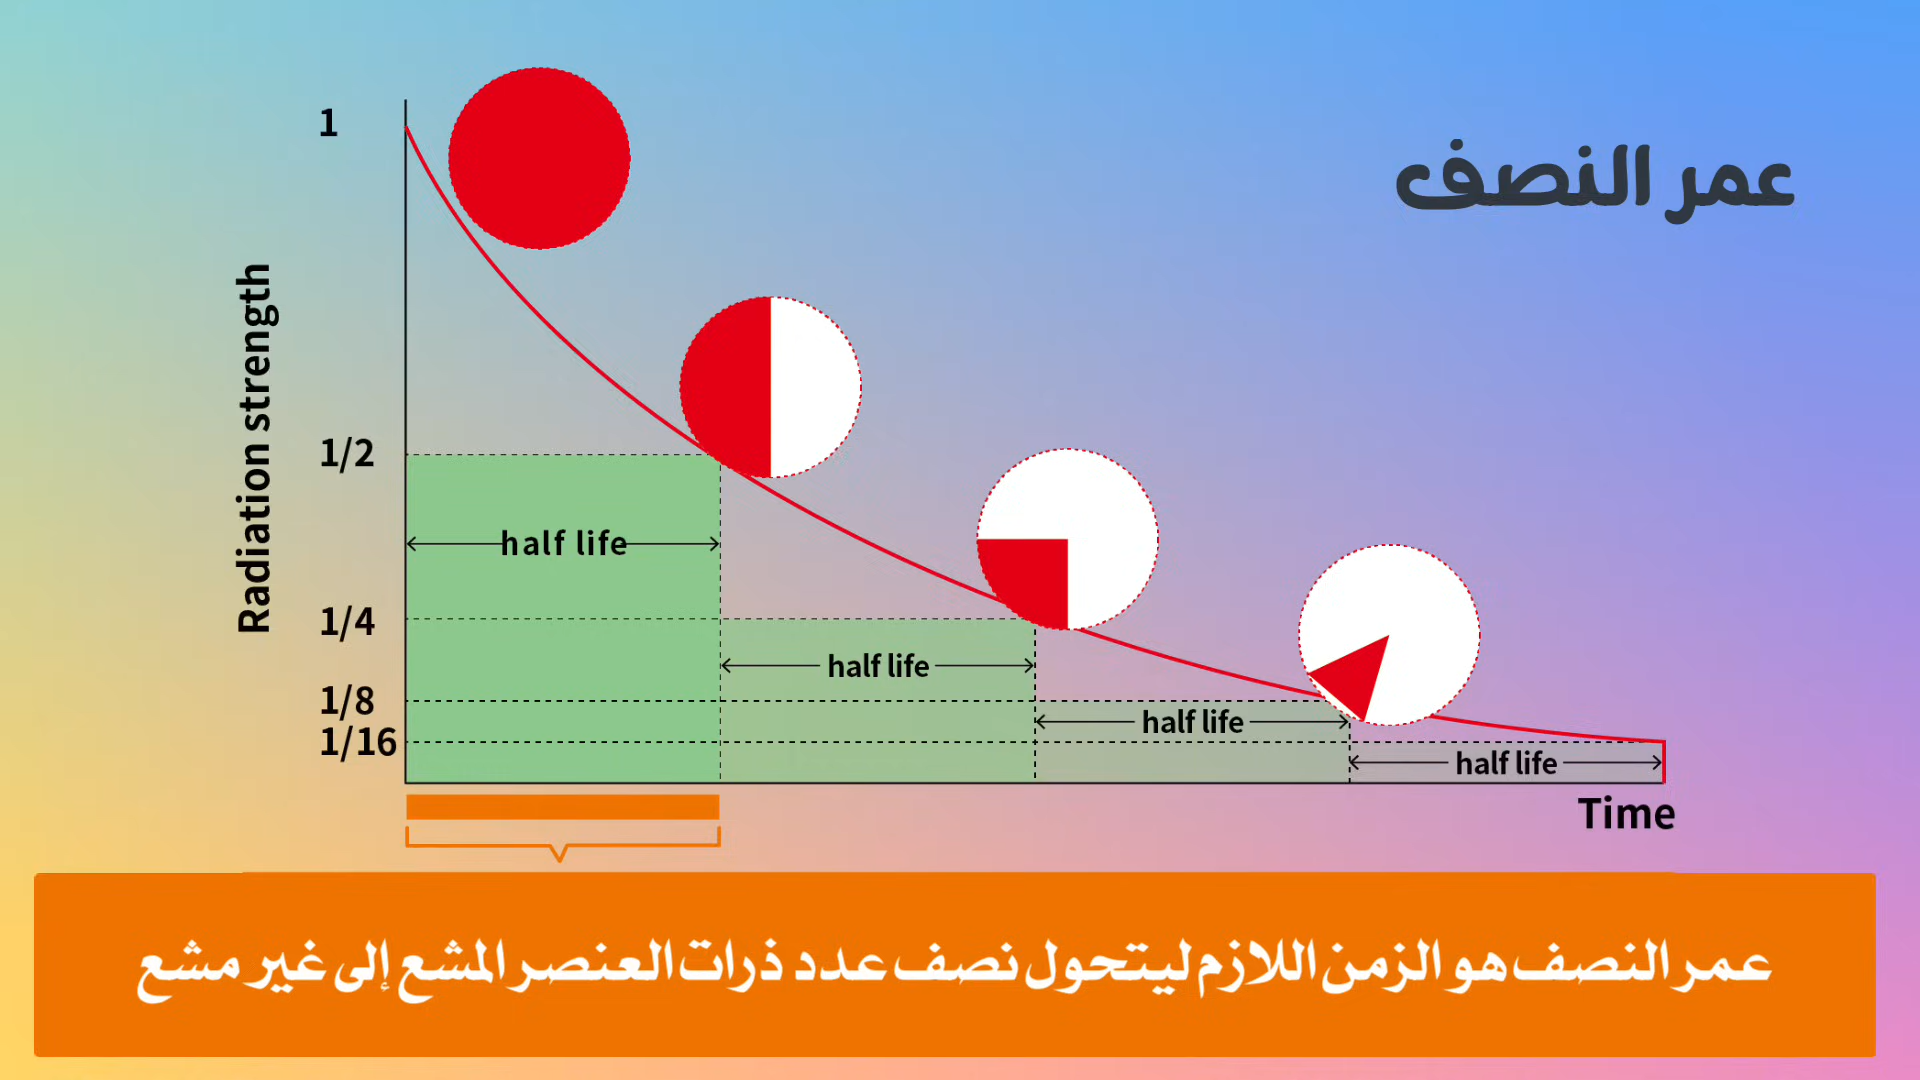 عمر النصف
1
Radiation strength
1/2
half life
1/4
half life
1/8
half life
1/16
half life
Time
عمر النصف هو الزمن اللازم ليتحول نصف عدد ذرات العنصر المشع إلى غير مشع